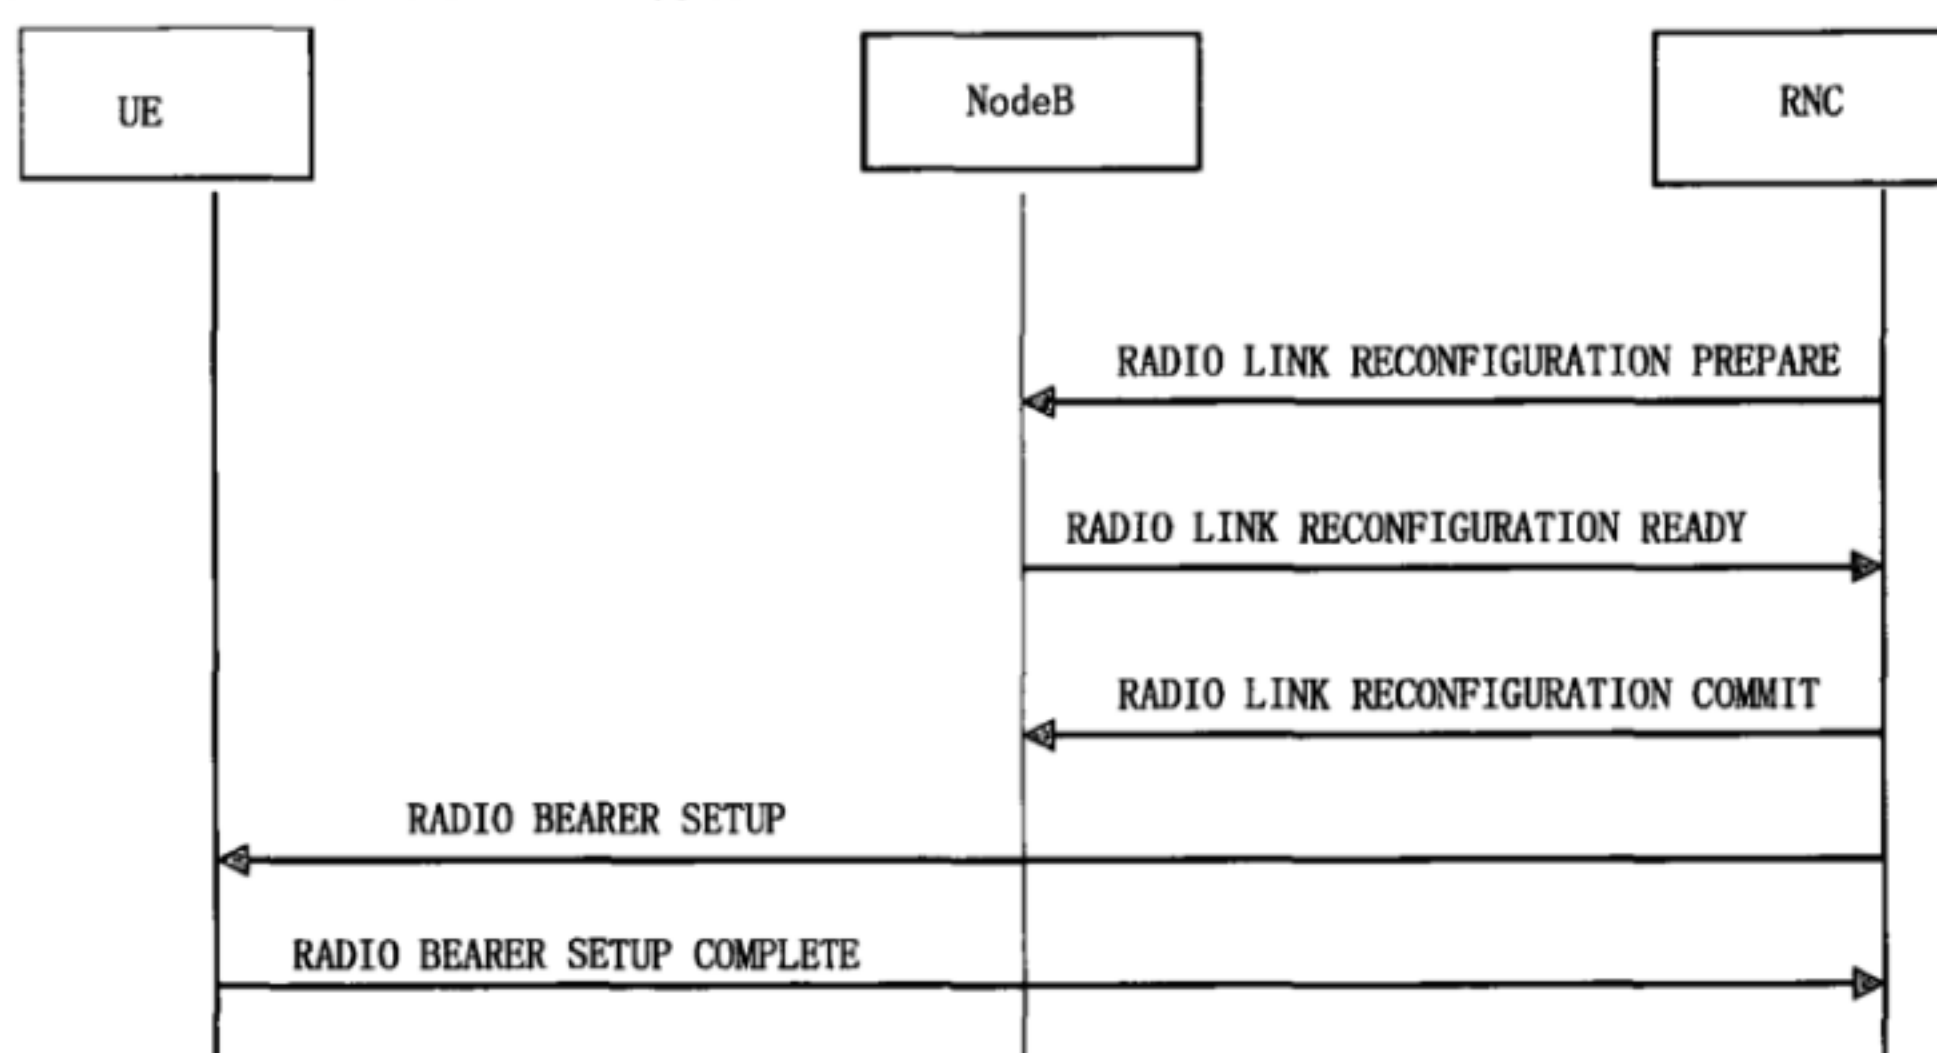 UE
NodeB
RNC
RADIO LINK RECONFIGURATION PREPARE
RADIO LINK RECONFIGURATION READY
RADIO LINK RECONFIGURATION COMMIT
RADIO BEARER SETUP
RADIO BEARER SETUP COMPLETE